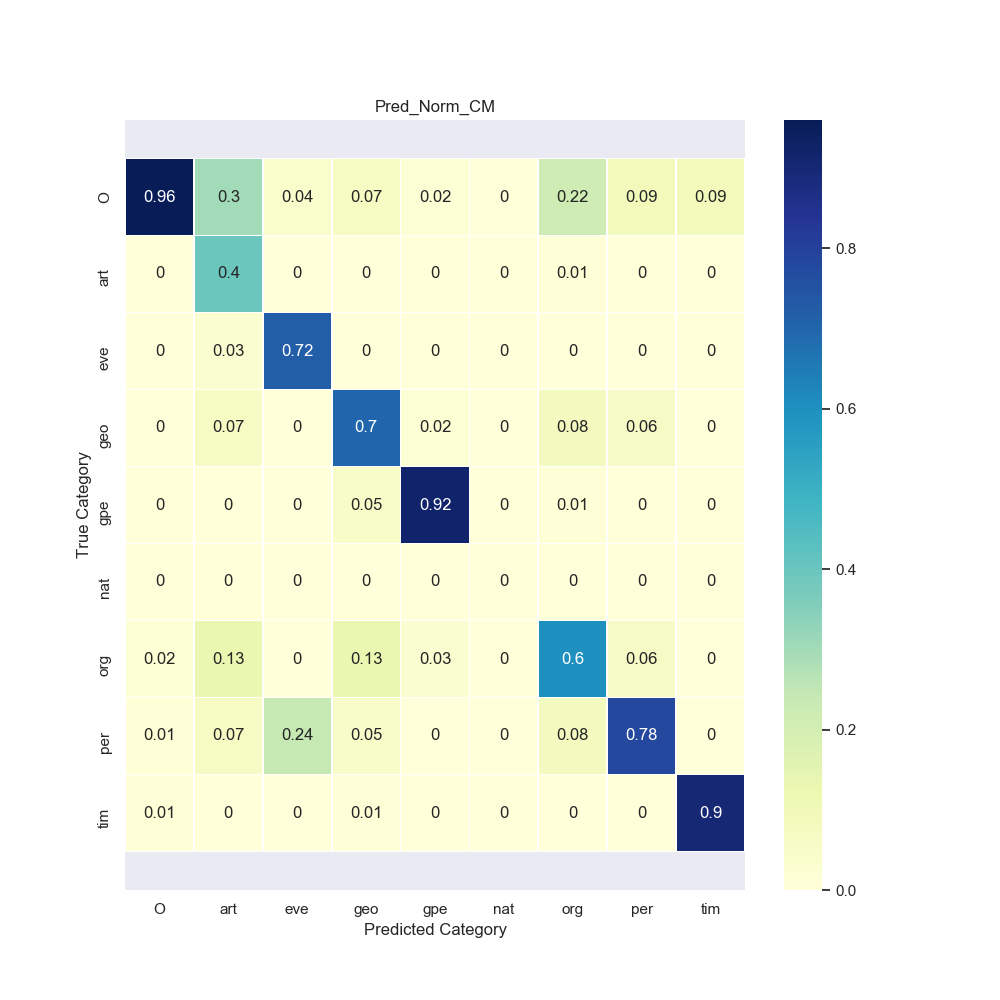 Pred_Norm_CM
O 0.96 0.3 0.04 0.07 0.02 0 0.22 0.09 0.09
art 0 0.4 0 0 0 0 0.01 0 0
eve 0 0.03 0.72 0 0 0 0 0 0
geo 0 0.07 0 0.7 0.02 0 0.08 0.06 0
gpe 0 0 0 0.05 0.92 0 0.01 0 0
nat 0 0 0 0 0 0 0 0 0
org 0.02 0.13 0 0.13 0.03 0 0.6 0.06 0
per 0.01 0.07 0.24 0.05 0 0 0.08 0.78 0
tim 0.01 0 0 0.01 0 0 0 0 0.9
O art eve geo gpe nat org per tim
Predicted Category
True Category
0.8
0.6
0.4
0.2
0.0